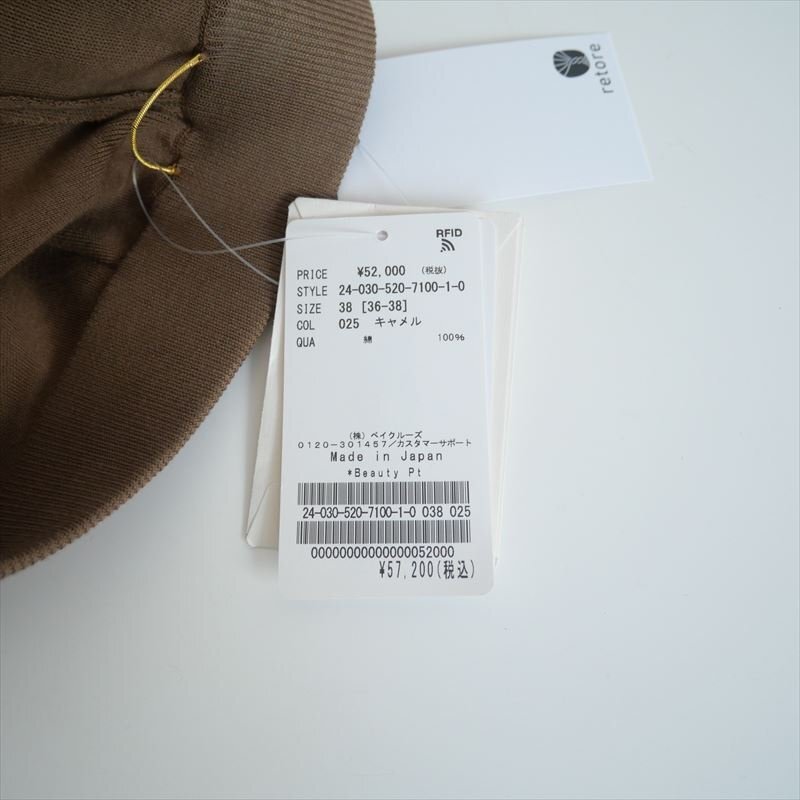 retore
RFID
PRICE ¥52,000 (税抜)
STYLE 24-030-520-7100-1-0
SIZE 38 [36-38]
COL 025 キャメル
QUA 綿 100%
(株)ベイクルーズ
0120-301457/カスタマーサポート
Made in Japan
*Beauty Pt
24-030-520-7100-1-0 038 025
00000000000000052000
¥57,200(税込)